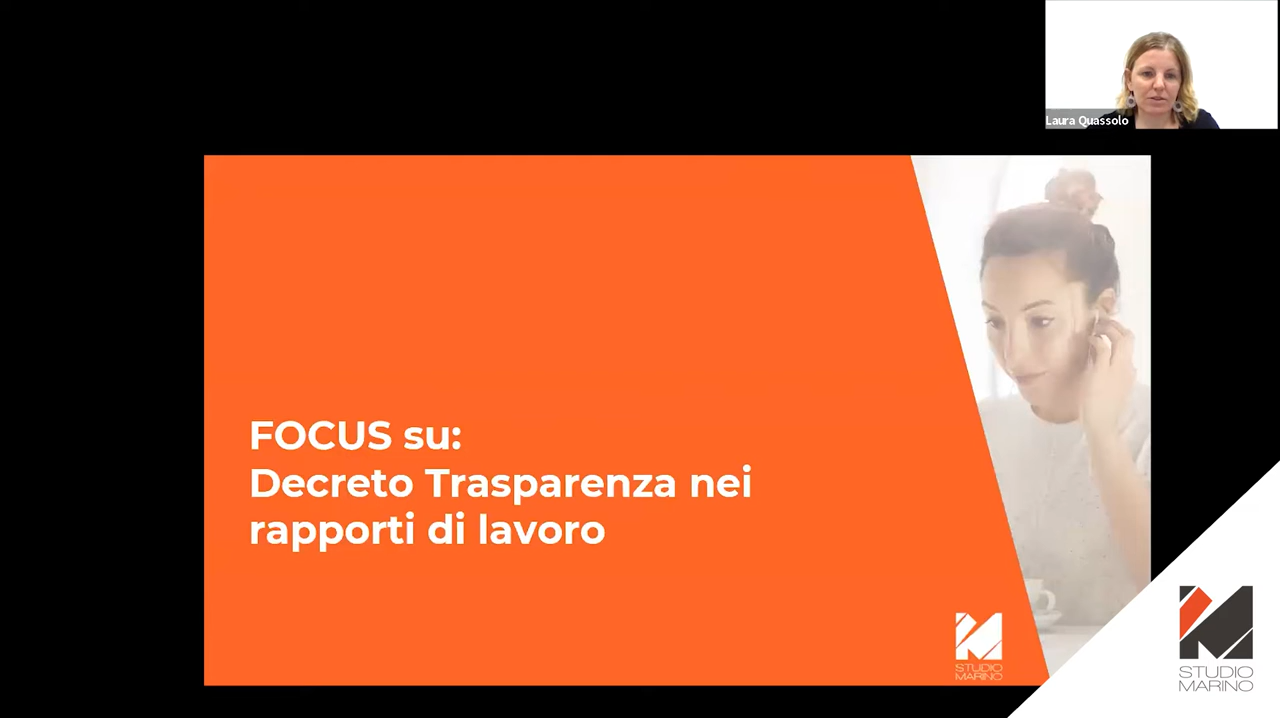 Laura Quassolo
FOCUS su:
Decreto Trasparenza nei
rapporti di lavoro
STUDIO
MARINO
STUDIO
MARINO